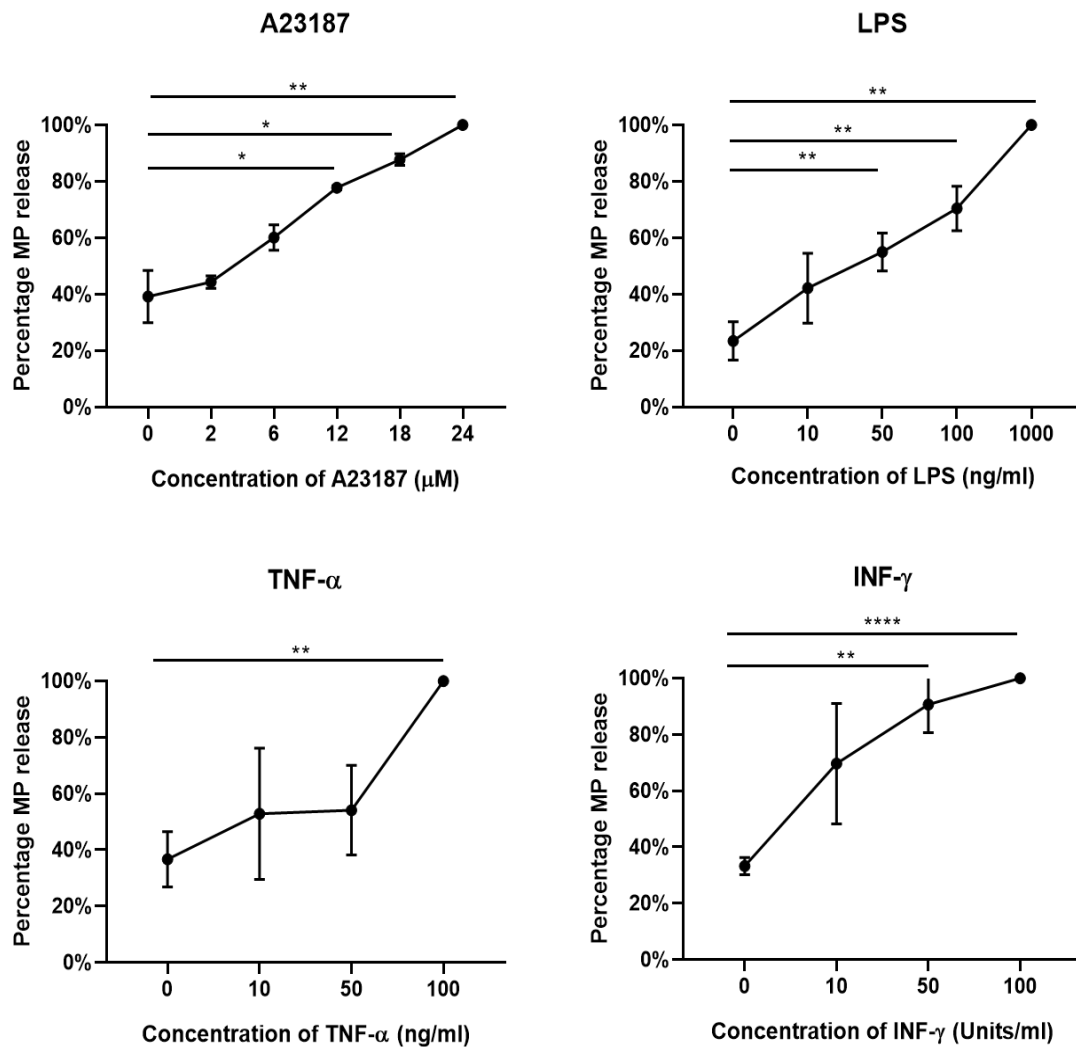 A23187
**
*
*
100%
80%
60%
40%
20%
0%
Percentage MP release
0 2 6 12 18 24
Concentration of A23187 (μM)
LPS
**
**
**
100%
80%
60%
40%
20%
0%
Percentage MP release
0 10 50 100 1000
Concentration of LPS (ng/ml)
TNF-α
**
100%
80%
60%
40%
20%
0%
Percentage MP release
0 10 50 100
Concentration of TNF-α (ng/ml)
INF-γ
****
**
100%
80%
60%
40%
20%
0%
Percentage MP release
0 10 50 100
Concentration of INF-γ (Units/ml)